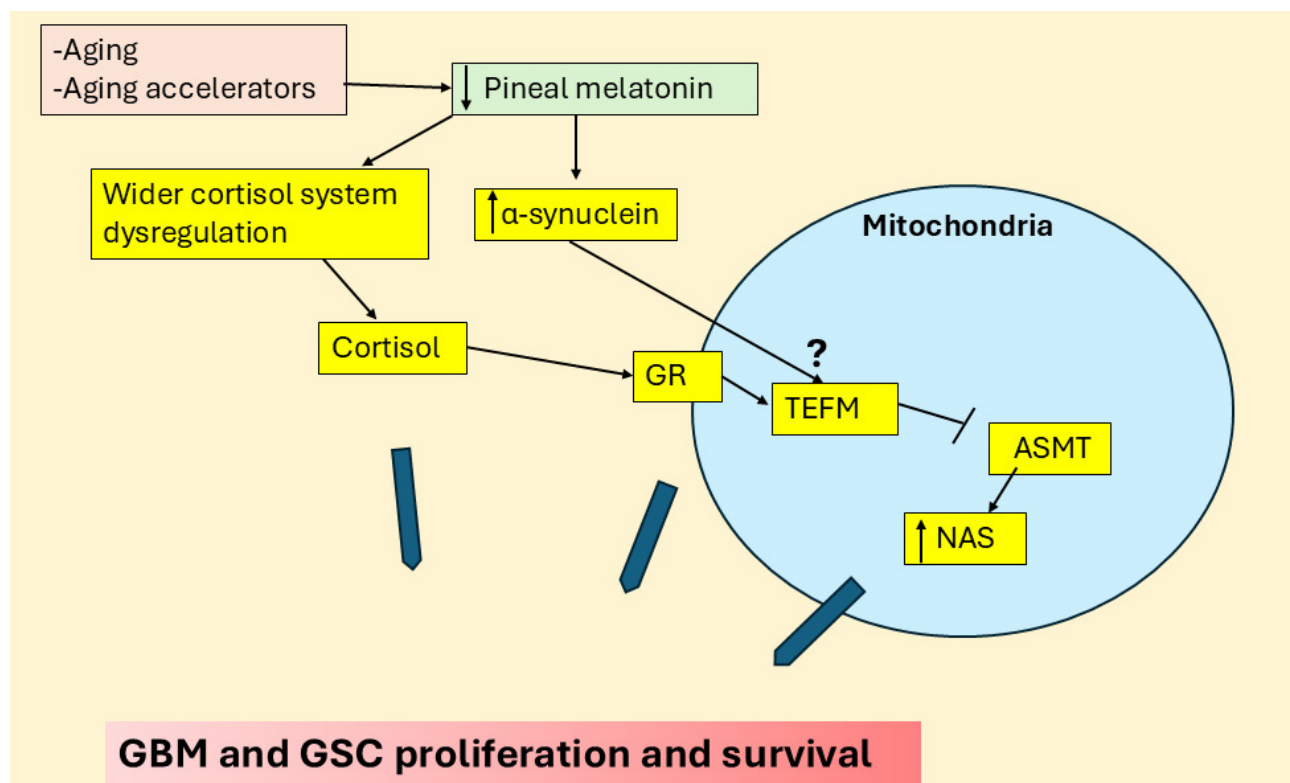 -Aging
-Aging accelerators
↓ Pineal melatonin
Wider cortisol system
dysregulation
↑ α-synuclein
Mitochondria
Cortisol
?
GR
TEFM
ASMT
↑ NAS
GBM and GSC proliferation and survival